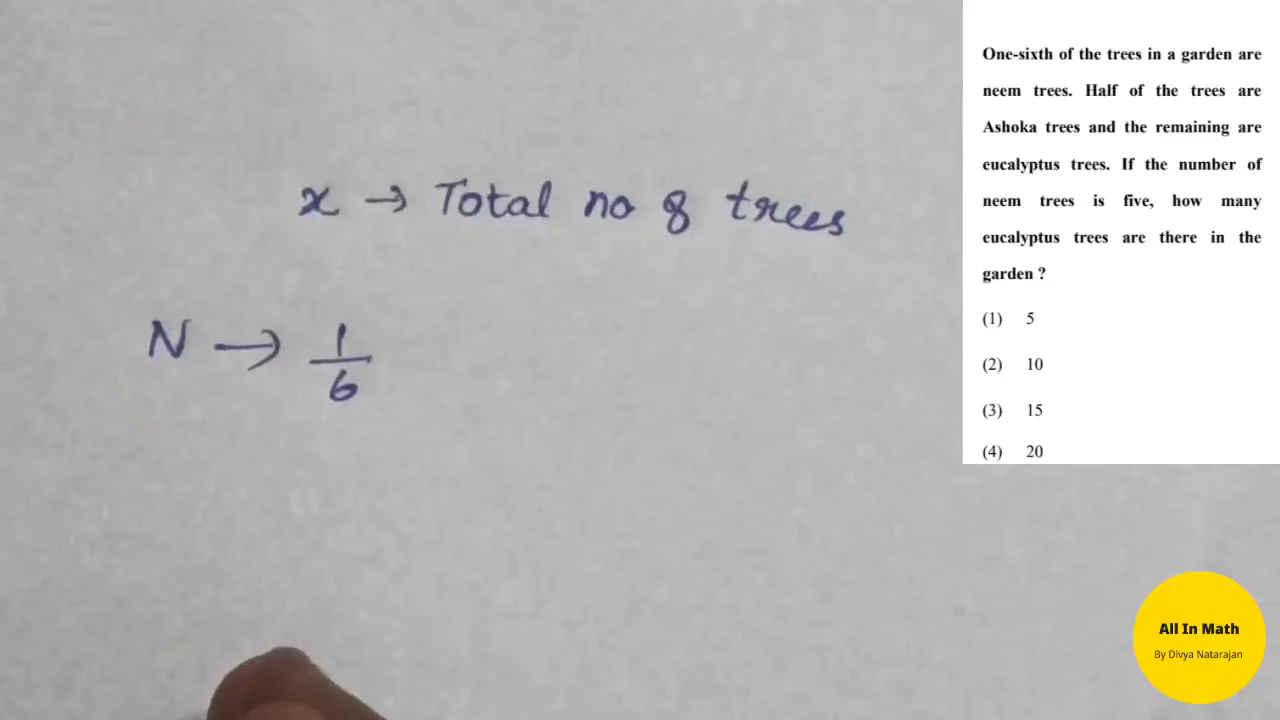 x → Total no of trees
N → 1/6
One-sixth of the trees in a garden are
neem trees. Half of the trees are
Ashoka trees and the remaining are
eucalyptus trees. If the number of
neem trees is five, how many
eucalyptus trees are there in the
garden ?
(1) 5
(2) 10
(3) 15
(4) 20
All In Math
By Divya Natarajan